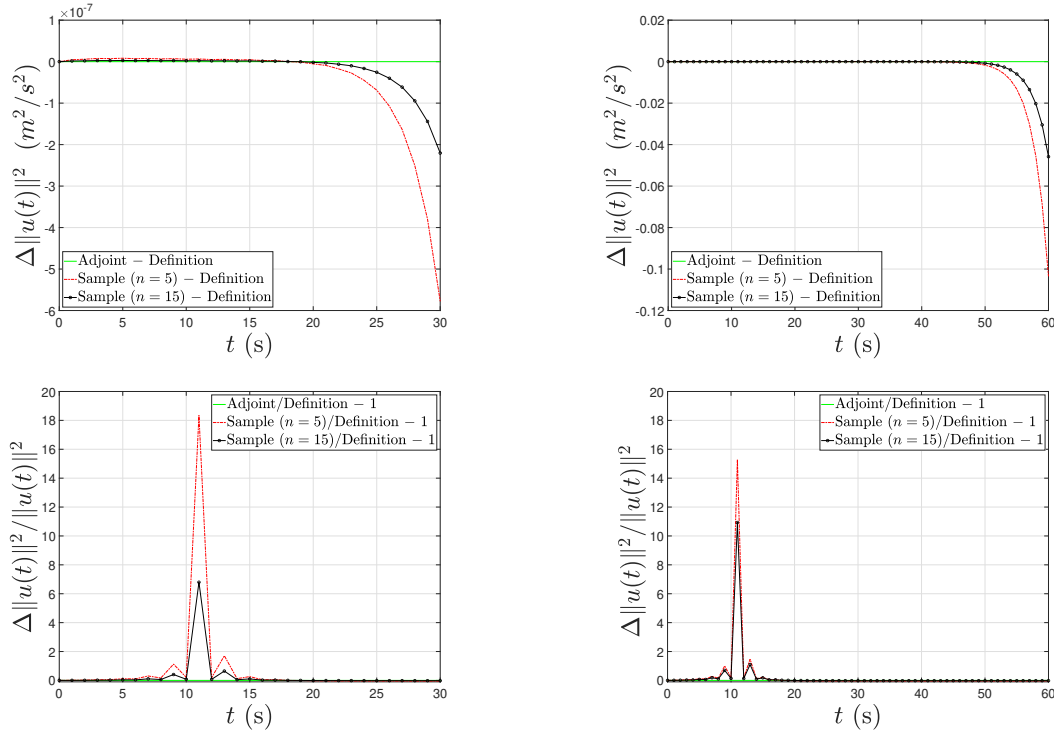 ×10⁻⁷
1
0
-1
-2
-3
-4
-5
-6
0 5 10 15 20 25 30
Δ||u(t)||² (m²/s²)
t (s)
Adjoint − Definition
Sample (n = 5) − Definition
Sample (n = 15) − Definition
0.02
0
-0.02
-0.04
-0.06
-0.08
-0.1
-0.12
0 10 20 30 40 50 60
Δ||u(t)||² (m²/s²)
t (s)
Adjoint − Definition
Sample (n = 5) − Definition
Sample (n = 15) − Definition
20
18
16
14
12
10
8
6
4
2
0
0 5 10 15 20 25 30
Δ||u(t)||²/||u(t)||²
t (s)
Adjoint/Definition − 1
Sample (n = 5)/Definition − 1
Sample (n = 15)/Definition − 1
20
18
16
14
12
10
8
6
4
2
0
0 10 20 30 40 50 60
Δ||u(t)||²/||u(t)||²
t (s)
Adjoint/Definition − 1
Sample (n = 5)/Definition − 1
Sample (n = 15)/Definition − 1